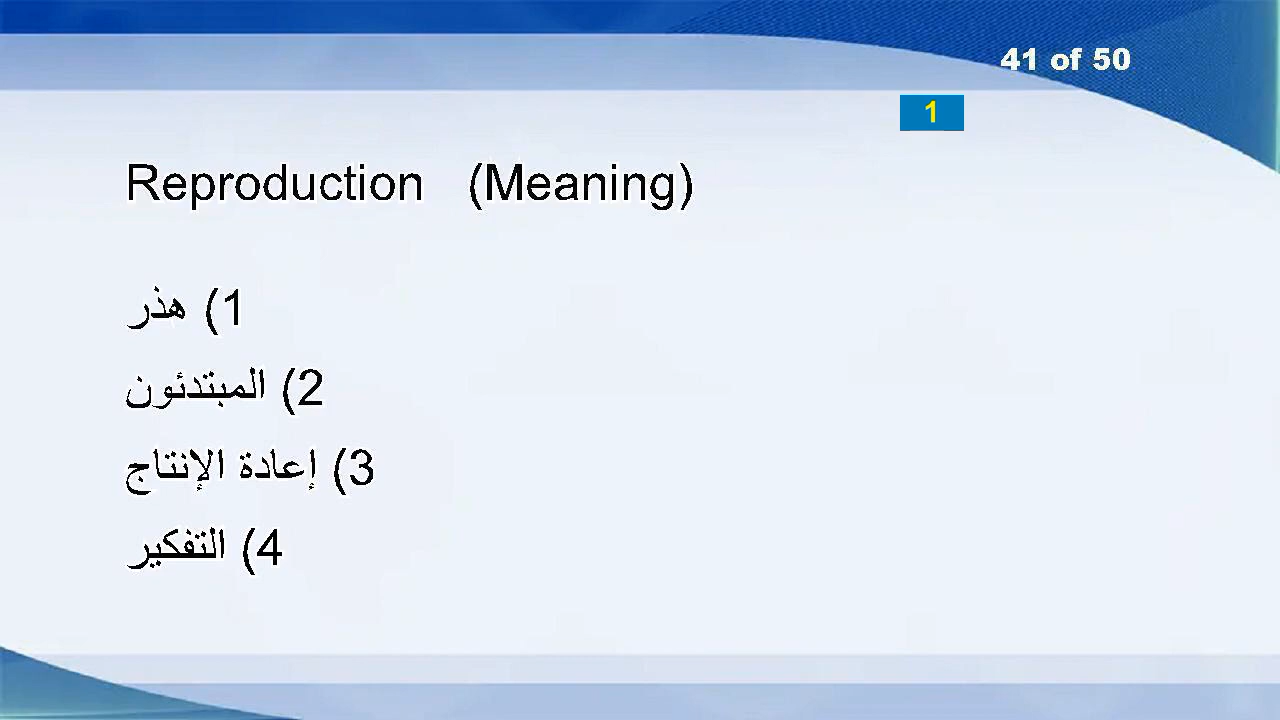 41 of 50
1
Reproduction (Meaning)
1) هذر
2) المبتدئون
3) إعادة الإنتاج
4) التفكير